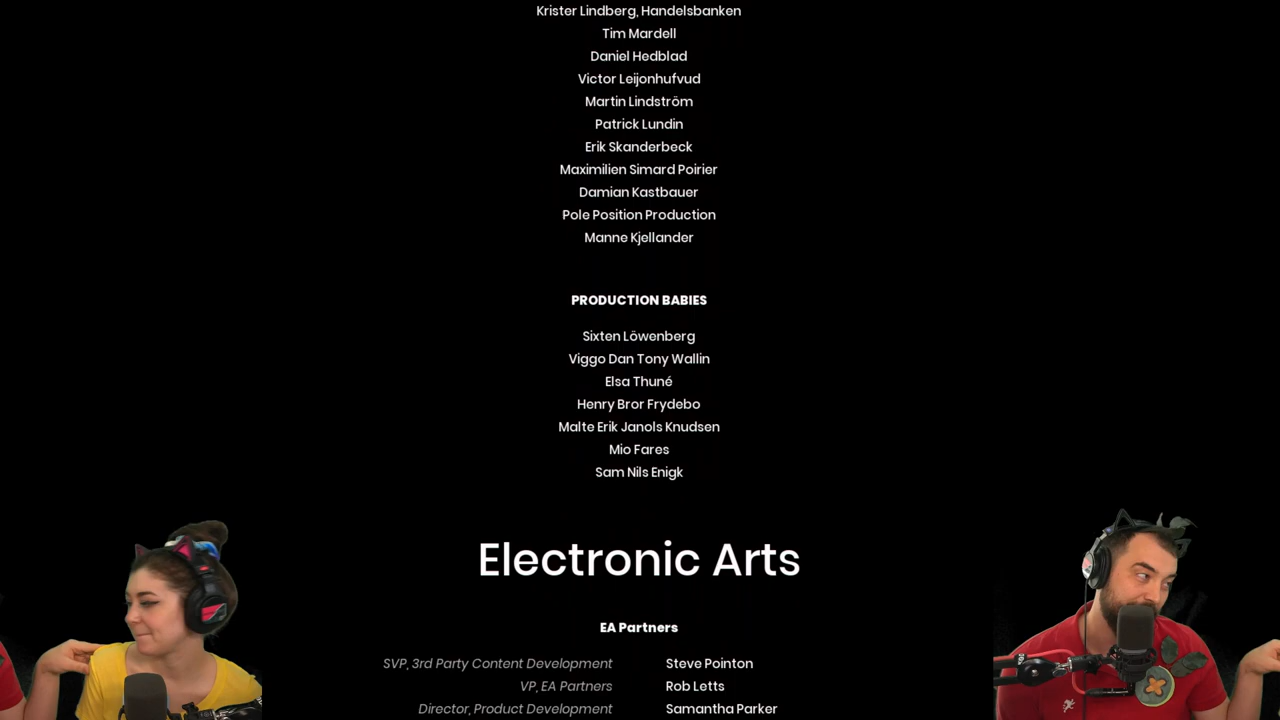 Krister Lindberg, Handelsbanken
Tim Mardell
Daniel Hedblad
Victor Leijonhufvud
Martin Lindström
Patrick Lundin
Erik Skanderbeck
Maximilien Simard Poirier
Damian Kastbauer
Pole Position Production
Manne Kjellander
PRODUCTION BABIES
Sixten Löwenberg
Viggo Dan Tony Wallin
Elsa Thuné
Henry Bror Frydebo
Malte Erik Janols Knudsen
Mio Fares
Sam Nils Enigk
Electronic Arts
EA Partners
SVP, 3rd Party Content Development Steve Pointon
VP, EA Partners Rob Letts
Director, Product Development Samantha Parker